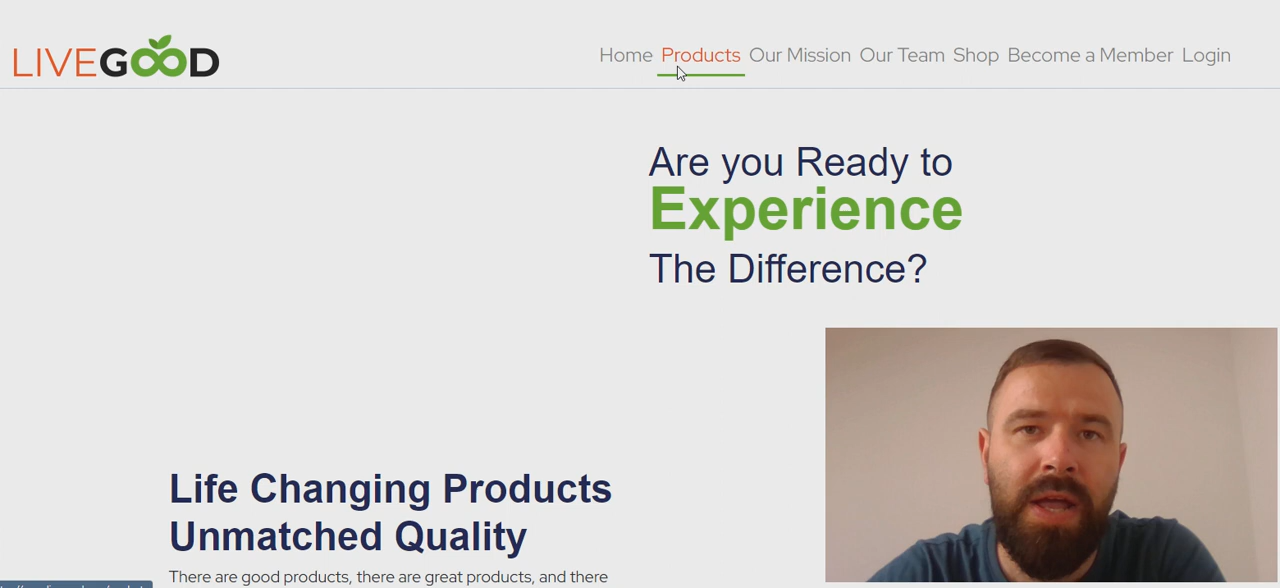 LIVEGOOD
Home Products Our Mission Our Team Shop Become a Member Login
Are you Ready to
Experience
The Difference?
Life Changing Products
Unmatched Quality
There are good products, there are great products, and there